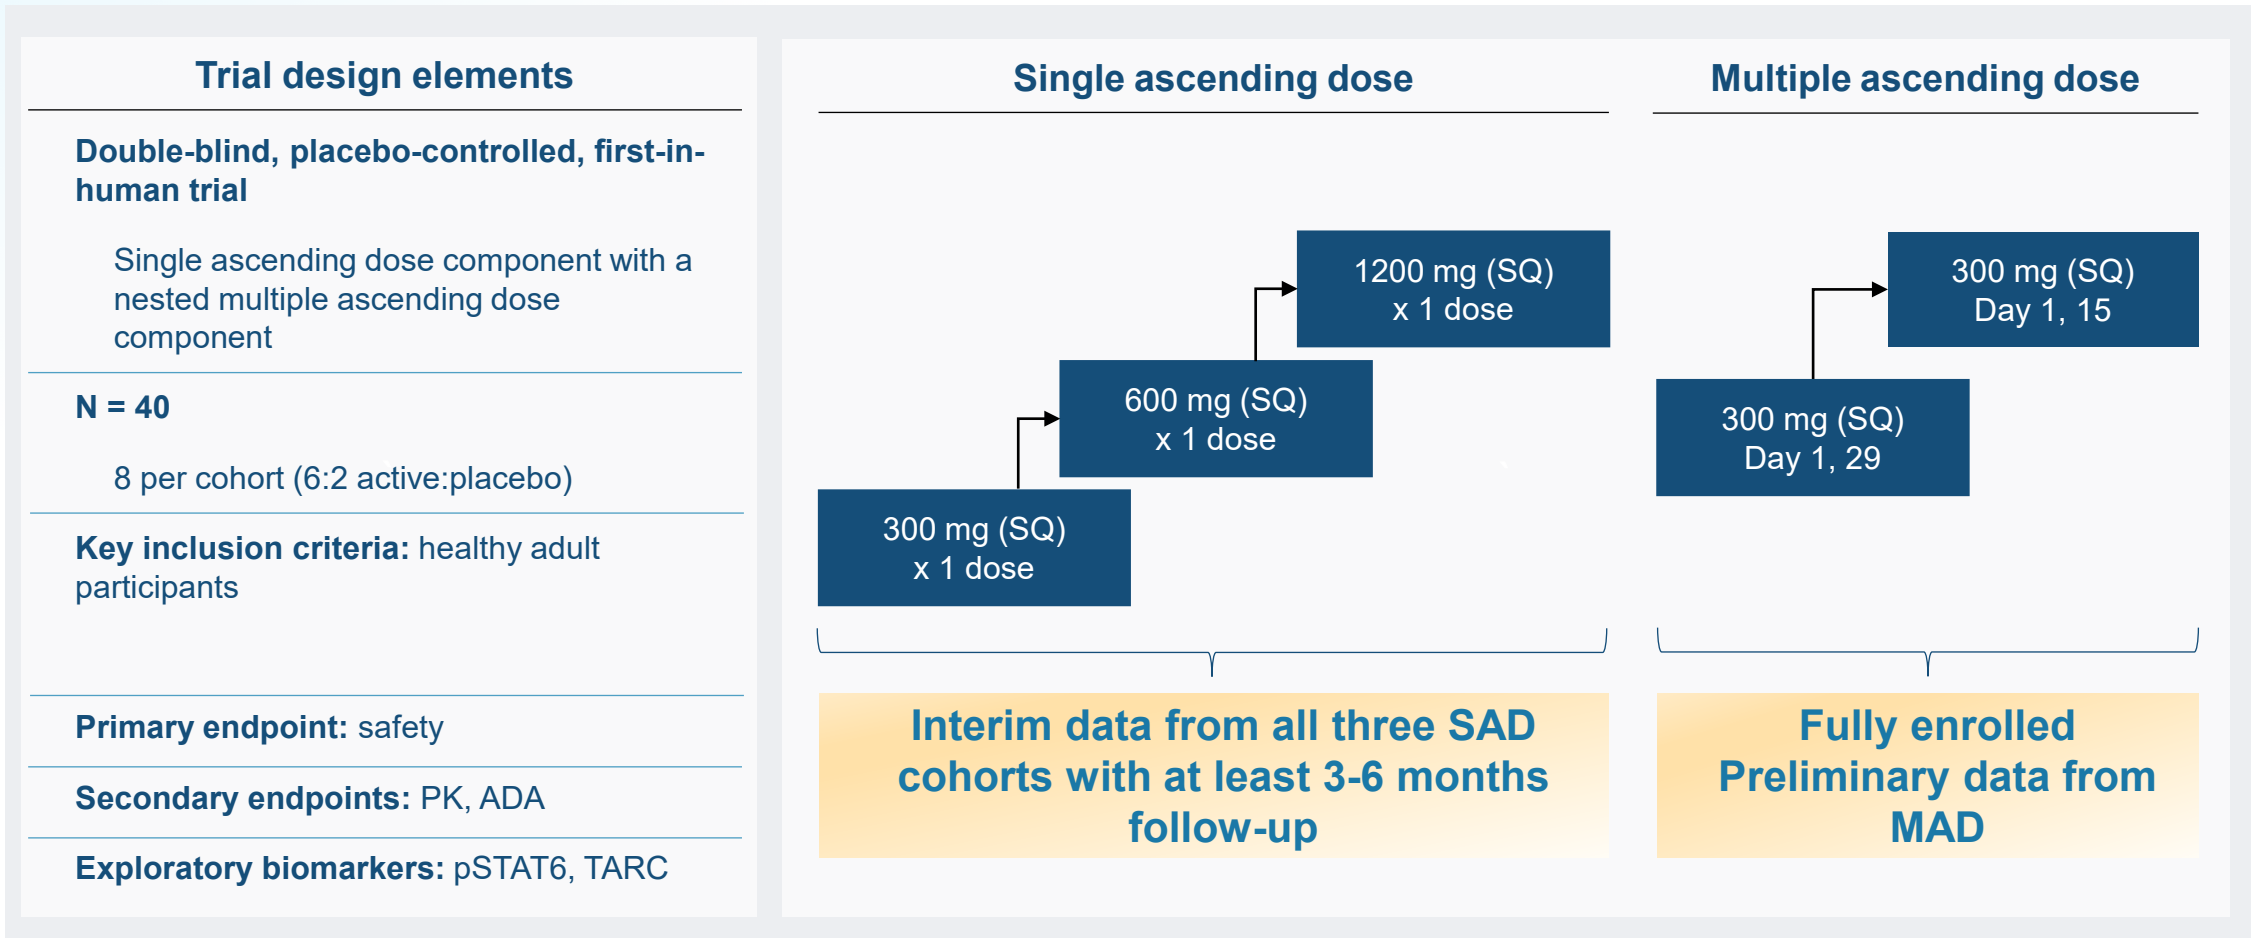 Trial design elements
Double-blind, placebo-controlled, first-in-
human trial
Single ascending dose component with a
nested multiple ascending dose
component
N = 40
8 per cohort (6:2 active:placebo)
Key inclusion criteria: healthy adult
participants
Primary endpoint: safety
Secondary endpoints: PK, ADA
Exploratory biomarkers: pSTAT6, TARC
Single ascending dose
1200 mg (SQ)
x 1 dose
600 mg (SQ)
x 1 dose
300 mg (SQ)
x 1 dose
Interim data from all three SAD
cohorts with at least 3-6 months
follow-up
Multiple ascending dose
300 mg (SQ)
Day 1, 15
300 mg (SQ)
Day 1, 29
Fully enrolled
Preliminary data from
MAD